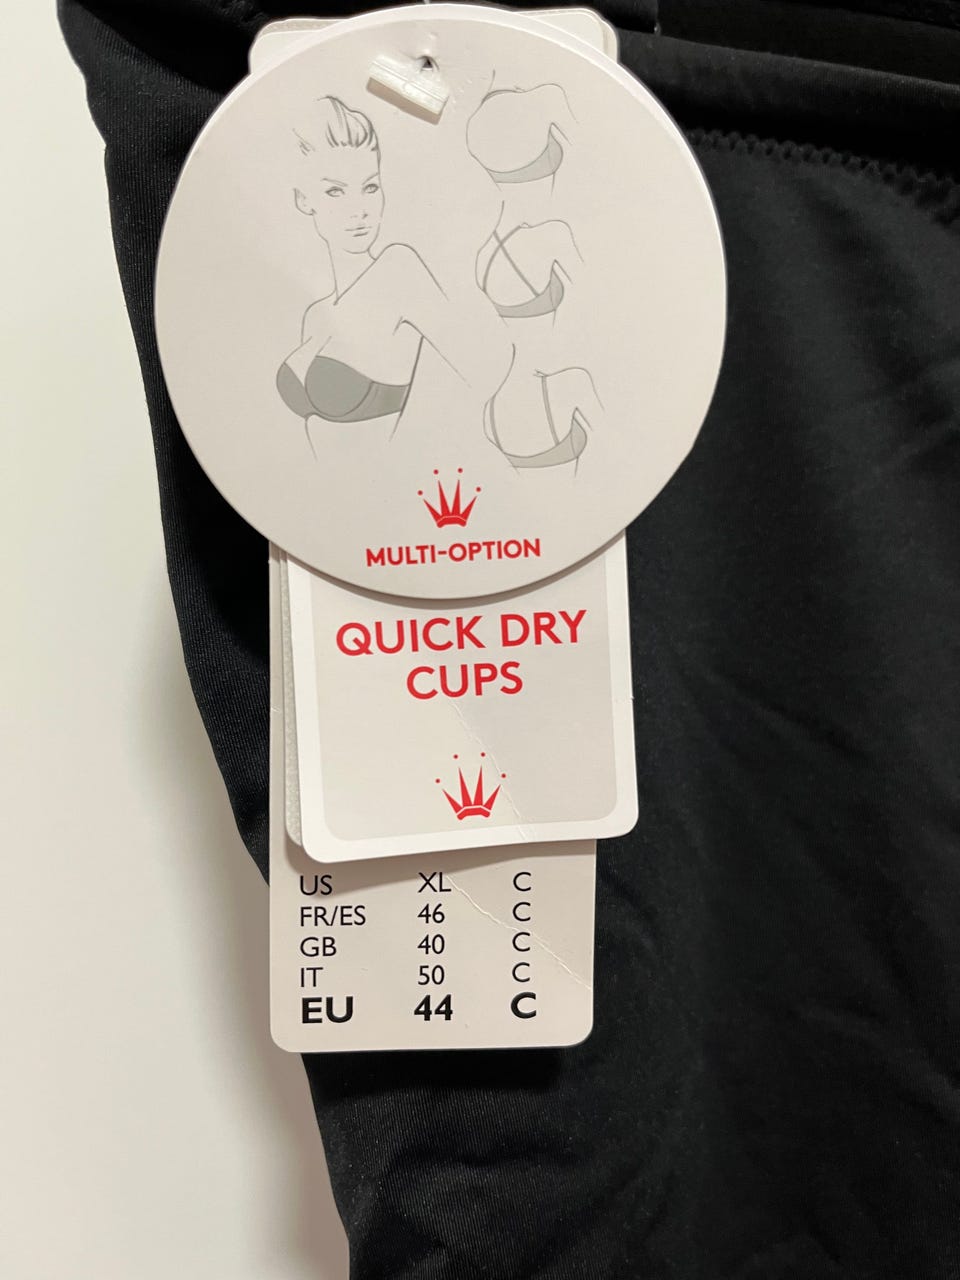 MULTI-OPTION
QUICK DRY
CUPS
US XL C
FR/ES 46 C
GB 40 C
IT 50 C
EU 44 C